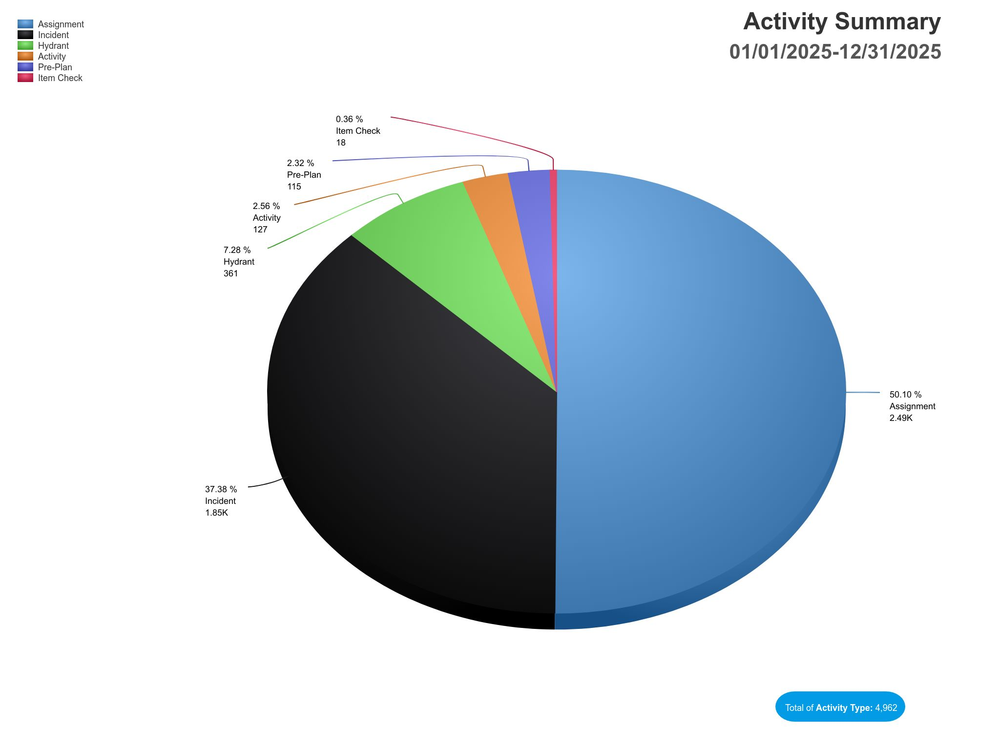 Activity Summary
01/01/2025-12/31/2025
Assignment
Incident
Hydrant
Activity
Pre-Plan
Item Check
0.36 %
Item Check
18
2.32 %
Pre-Plan
115
2.56 %
Activity
127
7.28 %
Hydrant
361
50.10 %
Assignment
2.49K
37.38 %
Incident
1.85K
Total of Activity Type: 4,962